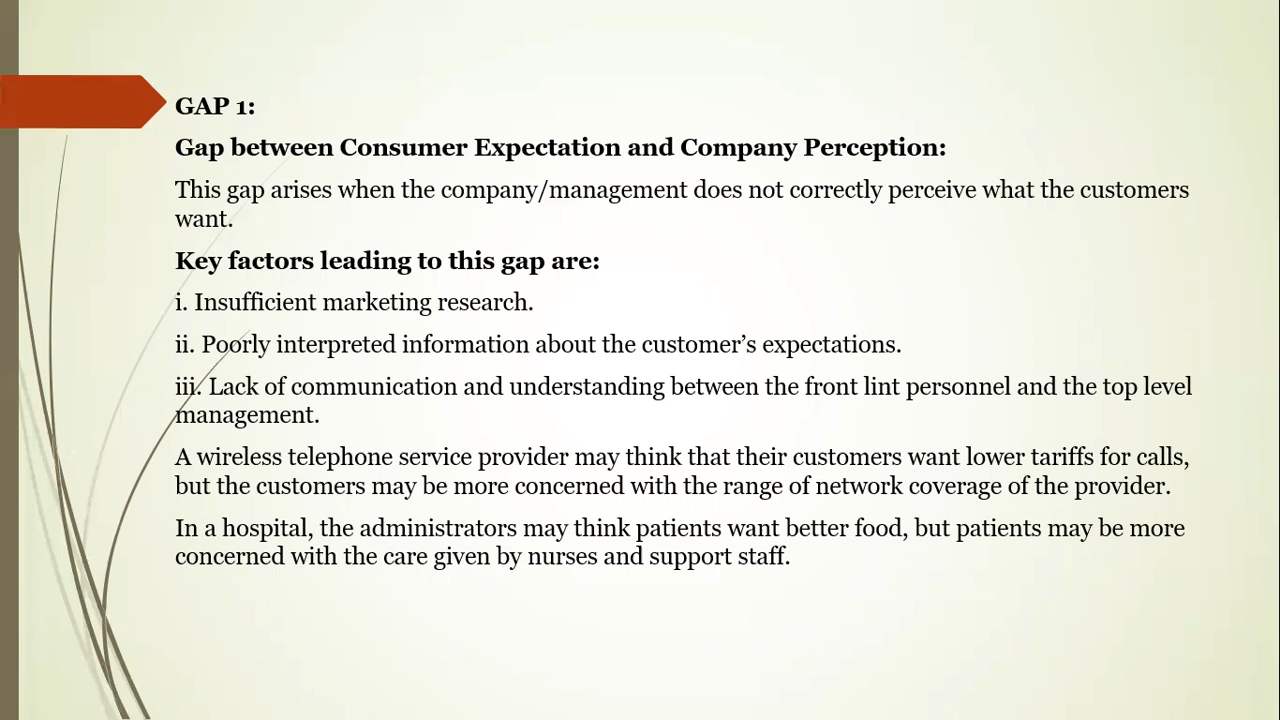 GAP 1:
Gap between Consumer Expectation and Company Perception:
This gap arises when the company/management does not correctly perceive what the customers
want.
Key factors leading to this gap are:
i. Insufficient marketing research.
ii. Poorly interpreted information about the customer’s expectations.
iii. Lack of communication and understanding between the front lint personnel and the top level
management.
A wireless telephone service provider may think that their customers want lower tariffs for calls,
but the customers may be more concerned with the range of network coverage of the provider.
In a hospital, the administrators may think patients want better food, but patients may be more
concerned with the care given by nurses and support staff.